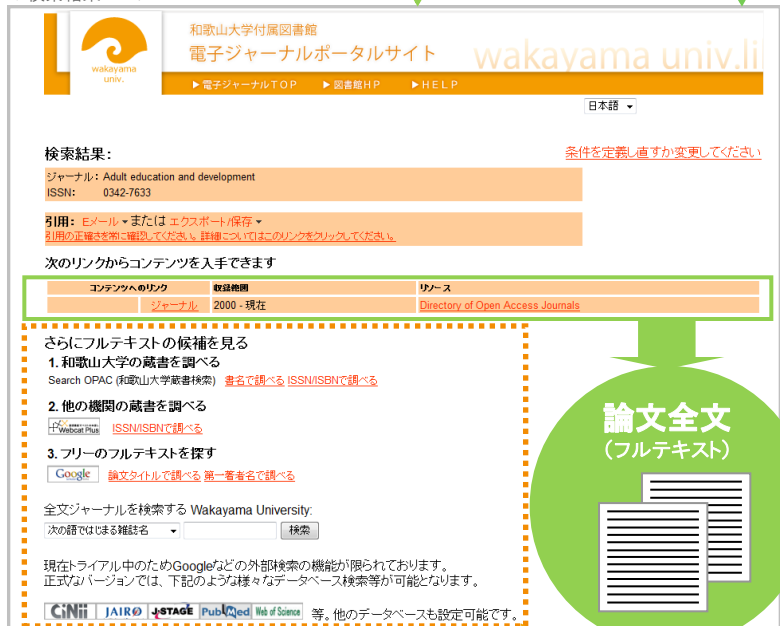 和歌山大学付属図書館
電子ジャーナルポータルサイト
wakayama univ.li
wakayama
univ.
▶電子ジャーナルTOP ▶図書館HP ▶HELP
日本語
検索結果:
条件を定義し直すか変更してください
ジャーナル: Adult education and development
ISSN: 0342-7633
引用: Eメール または エクスポート/保存
引用の正確さを常に確認してください。詳細についてはこのリンクをクリックしてください。
次のリンクからコンテンツを入手できます
コンテンツへのリンク 収録範囲 リソース
ジャーナル 2000 - 現在 Directory of Open Access Journals
さらにフルテキストの候補を見る
1. 和歌山大学の蔵書を調べる
Search OPAC (和歌山大学蔵書検索) 書名で調べる ISSN/ISBNで調べる
2. 他の機関の蔵書を調べる
Webcat Plus ISSN/ISBNで調べる
3. フリーのフルテキストを探す
Google 論文タイトルで調べる 第一著者名で調べる
全文ジャーナルを検索する Wakayama University:
次の語ではじまる雑誌名 検索
現在トライアル中のためGoogleなどの外部検索の機能が限られております。
正式なバージョンでは、下記のような様々なデータベース検索等が可能となります。
CiNii JAIRO J-STAGE PubMed Web of Science 等。他のデータベースも設定可能です。
論文全文
(フルテキスト)